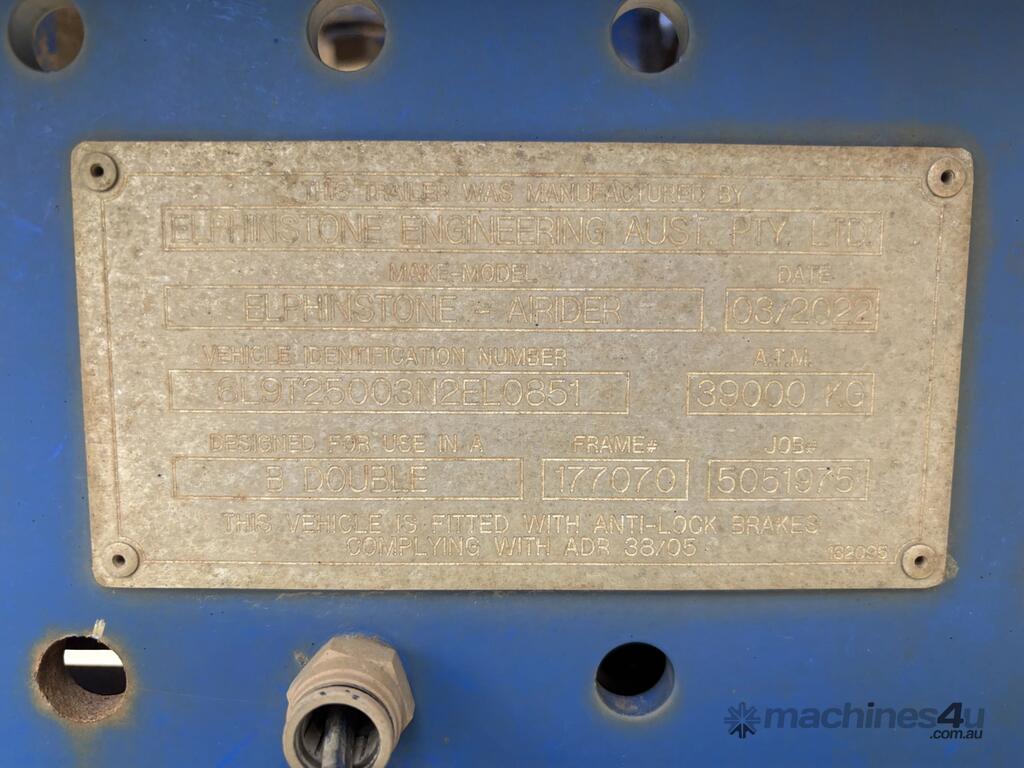 THIS TRAILER WAS MANUFACTURED BY
ELPHINSTONE ENGINEERING AUST. PTY. LTD.
MAKE-MODEL DATE
ELPHINSTONE - AIRIDER 03/2022
VEHICLE IDENTIFICATION NUMBER A.T.M.
6L9T25003N2EL0851 39000 KG
DESIGNED FOR USE IN A FRAME# JOB#
B DOUBLE 177070 5051975
THIS VEHICLE IS FITTED WITH ANTI-LOCK BRAKES
COMPLYING WITH ADR 38/05
machines4u
.com.au